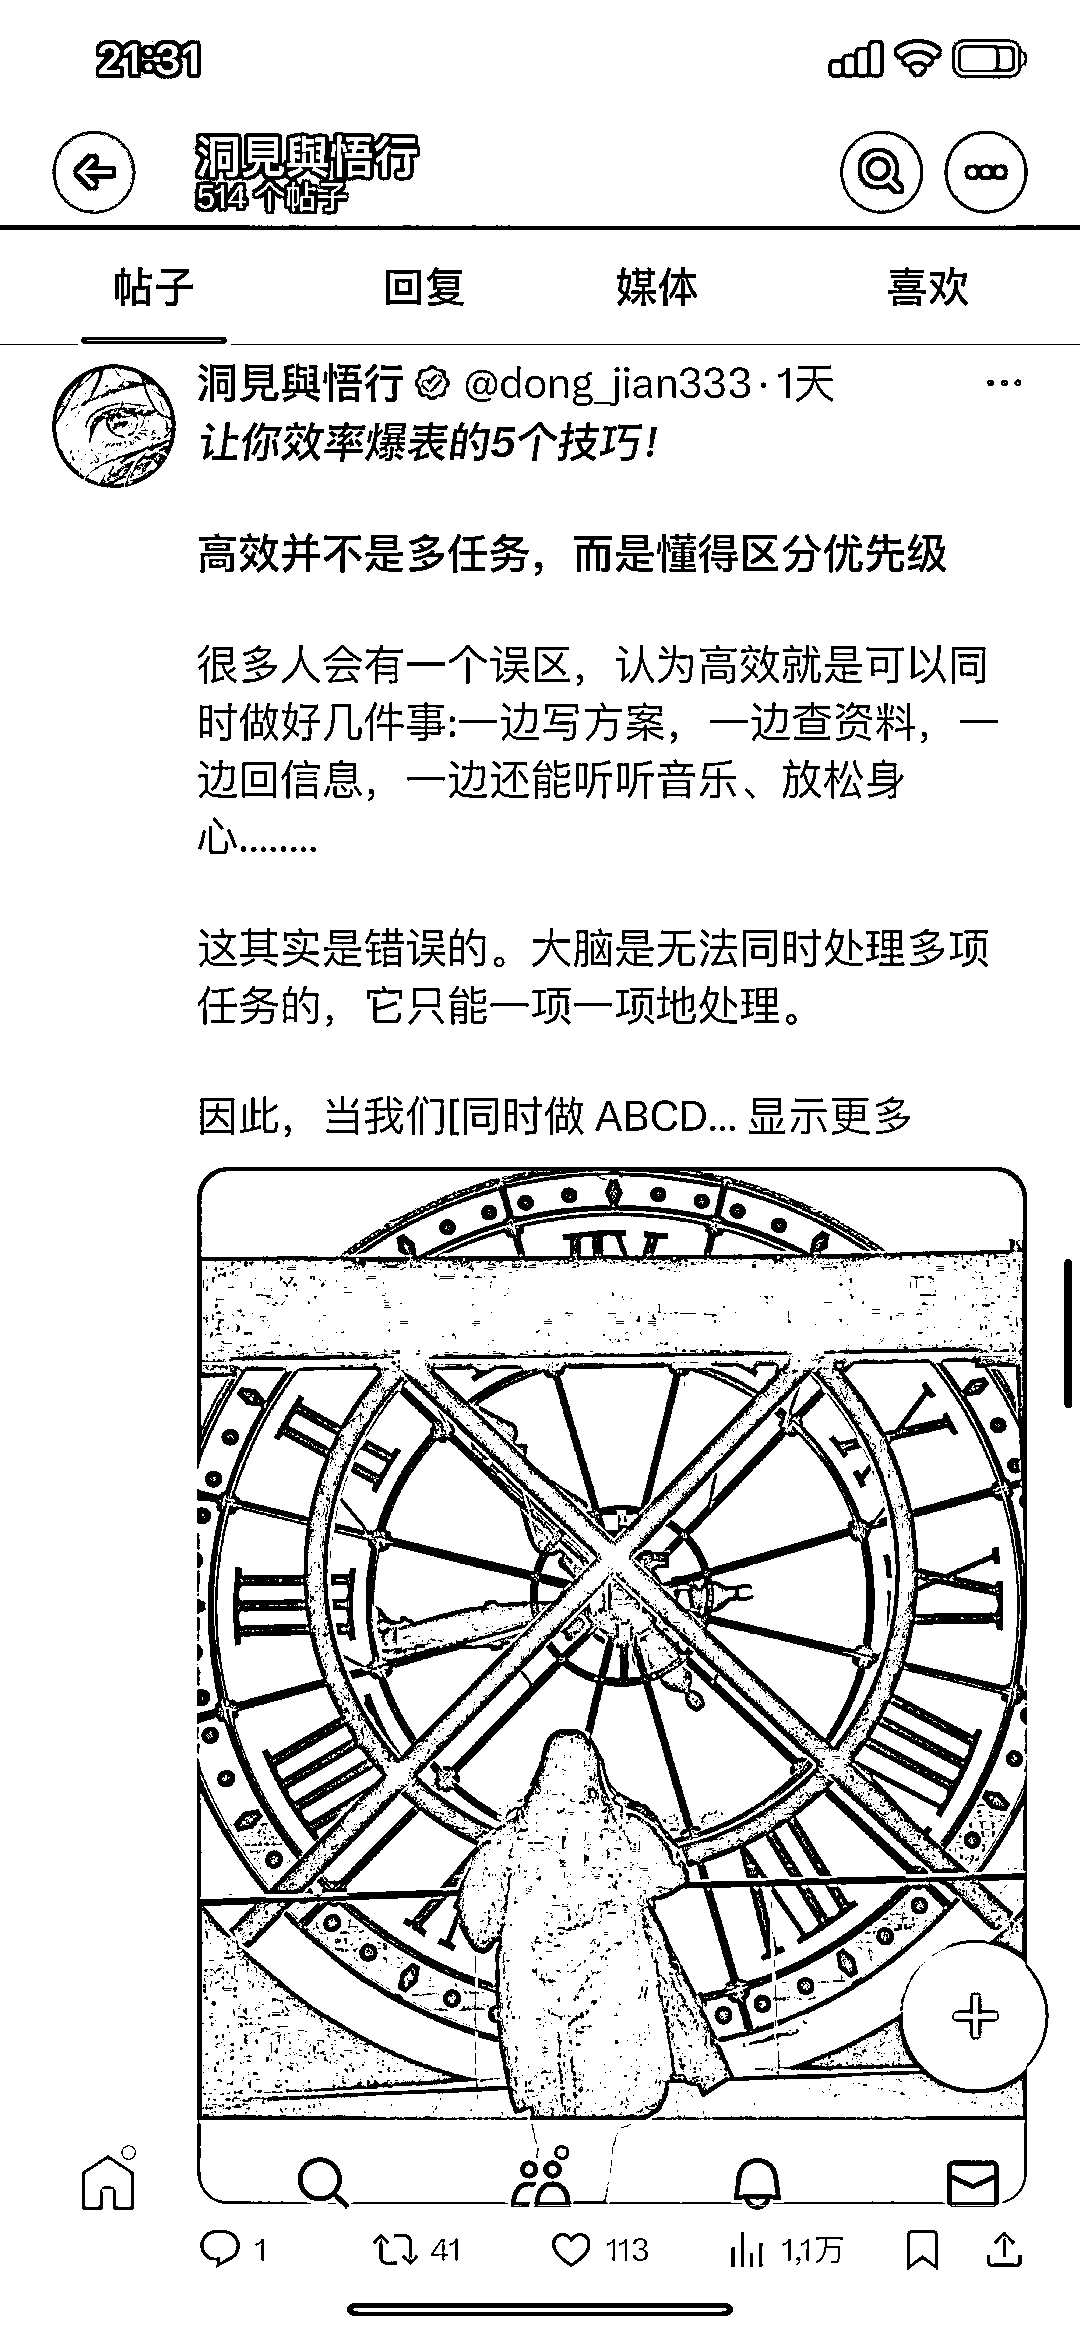 21:31
洞見與悟行
514 个帖子
帖子 回复 媒体 喜欢
洞見與悟行 @dong_jian333·1天
让你效率爆表的5个技巧！
高效并不是多任务，而是懂得区分优先级
很多人会有一个误区，认为高效就是可以同
时做好几件事:一边写方案，一边查资料，一
边回信息，一边还能听听音乐、放松身
心........
这其实是错误的。大脑是无法同时处理多项
任务的，它只能一项一项地处理。
因此，当我们[同时做 ABCD... 显示更多
1 41 113 1,1万